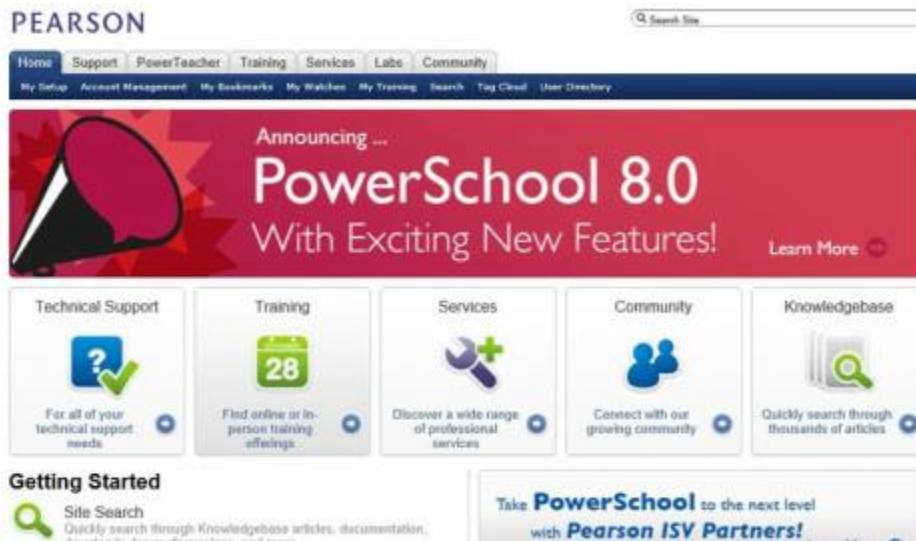 PEARSON
Search Site
Home Support PowerTeacher Training Services Labs Community
My Setup Account Management My Bookmarks My Watches My Training Search Tag Cloud User Directory
Announcing ...
PowerSchool 8.0
With Exciting New Features!
Learn More
Technical Support Training Services Community Knowledgebase
?
28
For all of your technical support needs
Find online or in-person training offerings
Discover a wide range of professional services
Connect with our growing community
Quickly search through thousands of articles
Getting Started
Site Search
Quickly search through Knowledgebase articles, documentation,
Take PowerSchool to the next level
with Pearson ISV Partners!